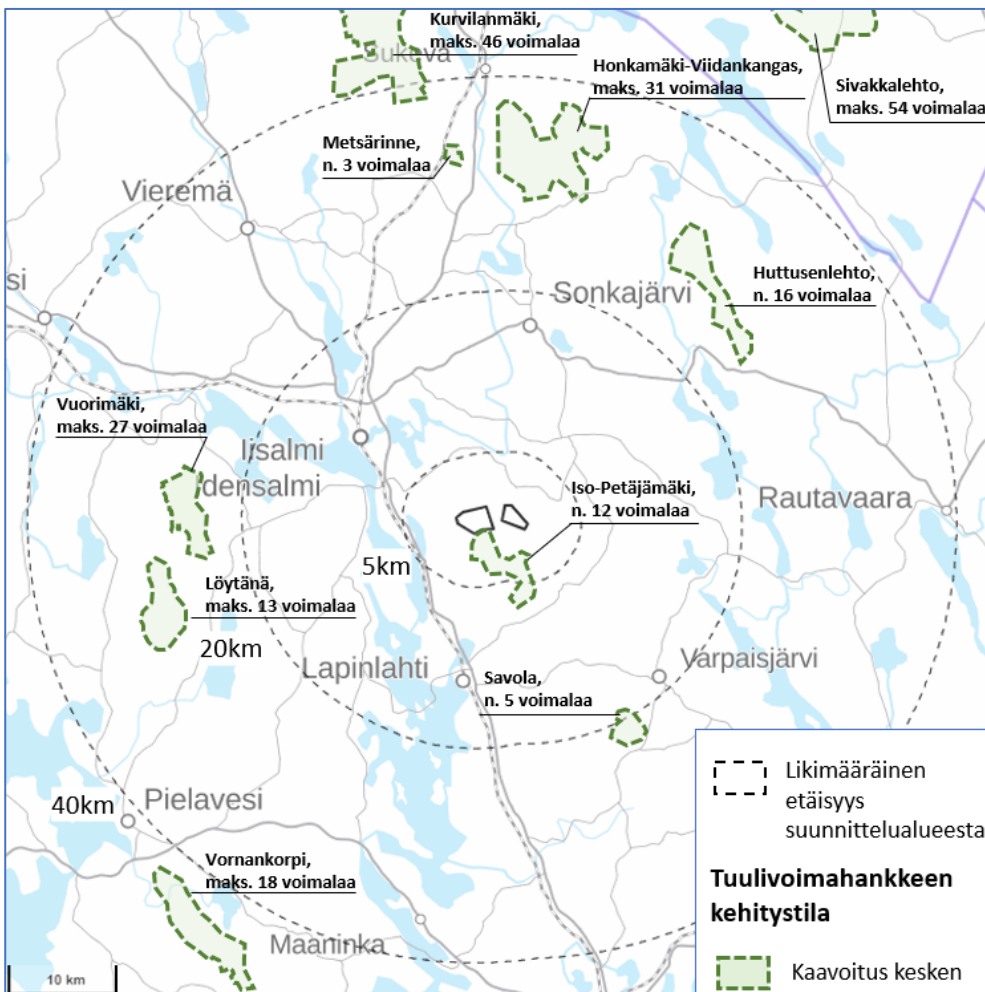 Kurvilanmäki,
maks. 46 voimalaa
Sukeva
Honkamäki-Viidankangas,
maks. 31 voimalaa
Sivakkalehto,
maks. 54 voimalaa
Metsärinne,
n. 3 voimalaa
Vieremä
si
Huttusenlehto,
n. 16 voimalaa
Sonkajärvi
Vuorimäki,
maks. 27 voimalaa
Iisalmi
densalmi
Iso-Petäjämäki,
n. 12 voimalaa
Rautavaara
5km
Löytänä,
maks. 13 voimalaa
20km
Lapinlahti
Savola,
n. 5 voimalaa
Varpaisjärvi
40km
Pielavesi
Vornankorpi,
maks. 18 voimalaa
Maaninka
10 km
Likimääräinen
etäisyys
suunnittelualueesta
Tuulivoimahankkeen
kehitystila
Kaavoitus kesken